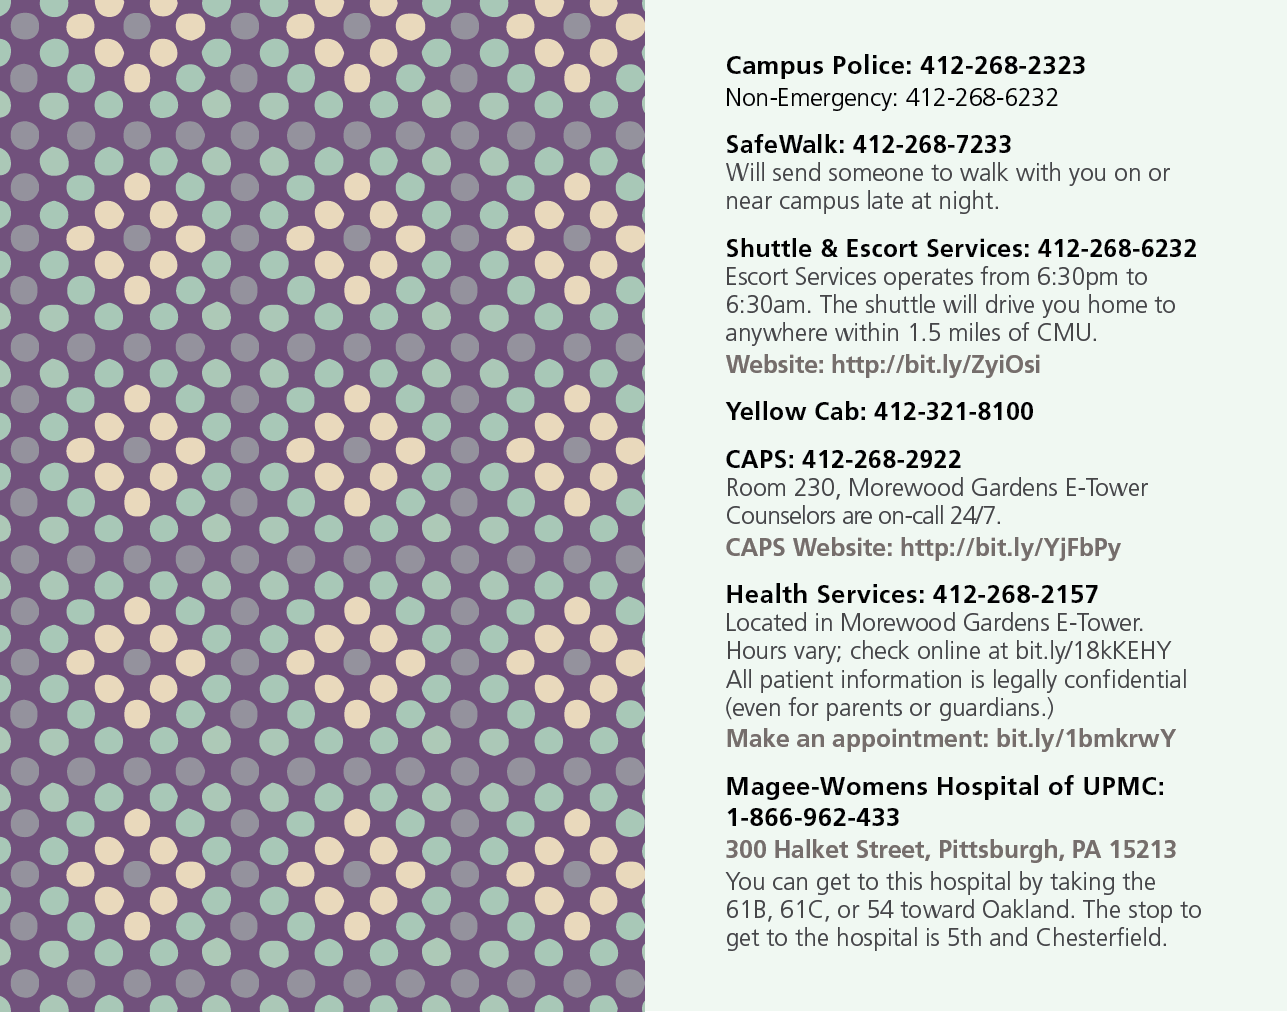 Campus Police: 412-268-2323
Non-Emergency: 412-268-6232
SafeWalk: 412-268-7233
Will send someone to walk with you on or
near campus late at night.
Shuttle & Escort Services: 412-268-6232
Escort Services operates from 6:30pm to
6:30am. The shuttle will drive you home to
anywhere within 1.5 miles of CMU.
Website: http://bit.ly/ZyiOsi
Yellow Cab: 412-321-8100
CAPS: 412-268-2922
Room 230, Morewood Gardens E-Tower
Counselors are on-call 24/7.
CAPS Website: http://bit.ly/YjFbPy
Health Services: 412-268-2157
Located in Morewood Gardens E-Tower.
Hours vary; check online at bit.ly/18kKEHY
All patient information is legally confidential
(even for parents or guardians.)
Make an appointment: bit.ly/1bmkrwY
Magee-Womens Hospital of UPMC:
1-866-962-433
300 Halket Street, Pittsburgh, PA 15213
You can get to this hospital by taking the
61B, 61C, or 54 toward Oakland. The stop to
get to the hospital is 5th and Chesterfield.